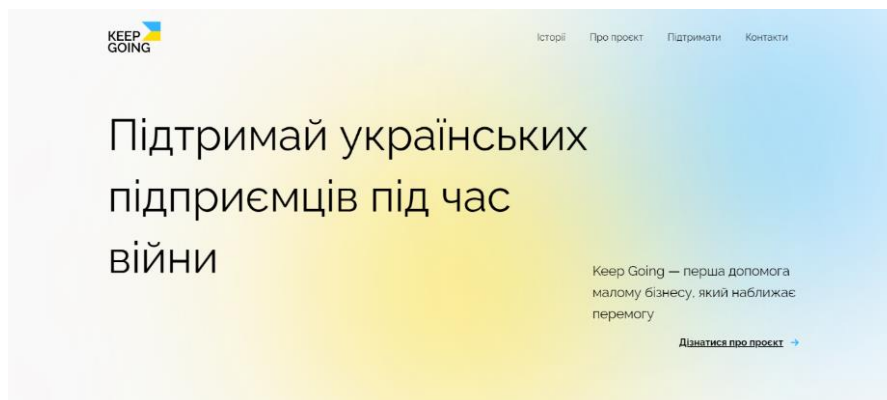 KEEP
GOING
Історії Про проєкт Підтримати Контакти
Підтримай українських
підприємців під час
війни
Keep Going — перша допомога
малому бізнесу, який наближає
перемогу
Дізнатися про проєкт →